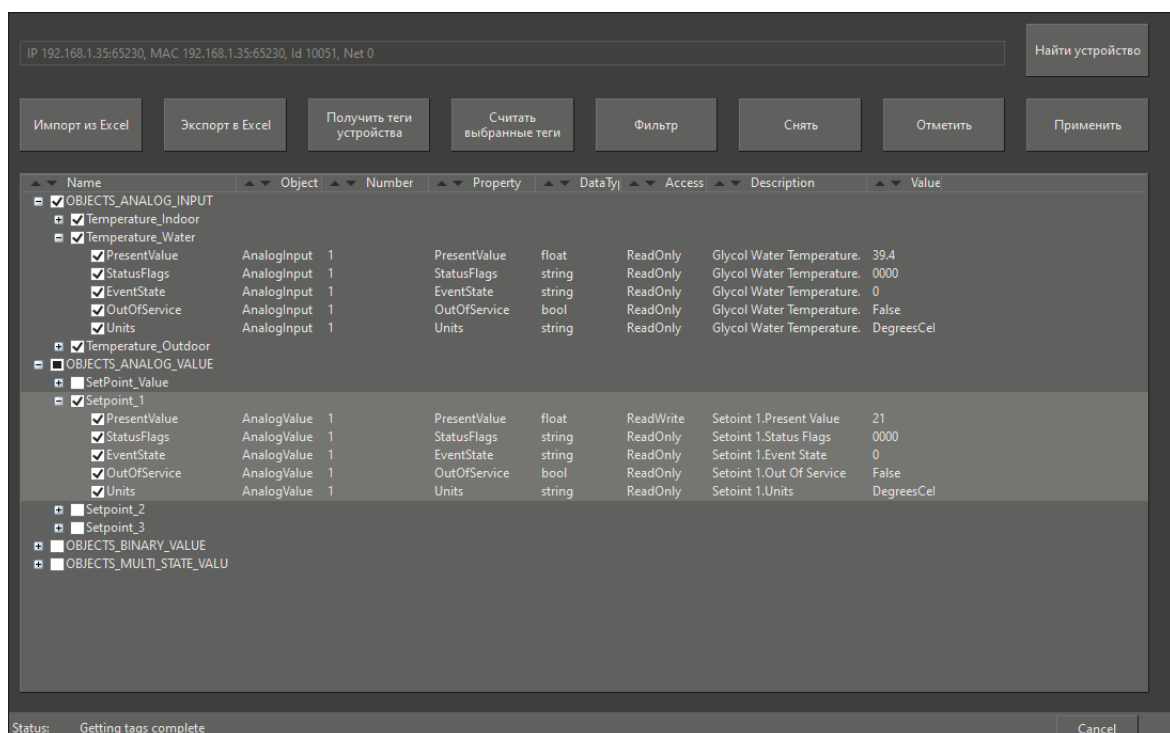 IP 192.168.1.35:65230, MAC 192.168.1.35:65230, Id 10051, Net 0
Найти устройство
Импорт из Excel Экспорт в Excel Получить теги устройства Считать выбранные теги Фильтр Снять Отметить Применить
Name Object Number Property DataTy Access Description Value
OBJECTS_ANALOG_INPUT
Temperature_Indoor
Temperature_Water
PresentValue AnalogInput 1 PresentValue float ReadOnly Glycol Water Temperature. 39.4
StatusFlags AnalogInput 1 StatusFlags string ReadOnly Glycol Water Temperature. 0000
EventState AnalogInput 1 EventState string ReadOnly Glycol Water Temperature. 0
OutOfService AnalogInput 1 OutOfService bool ReadOnly Glycol Water Temperature. False
Units AnalogInput 1 Units string ReadOnly Glycol Water Temperature. DegreesCel
Temperature_Outdoor
OBJECTS_ANALOG_VALUE
SetPoint_Value
Setpoint_1
PresentValue AnalogValue 1 PresentValue float ReadWrite Setoint 1.Present Value 21
StatusFlags AnalogValue 1 StatusFlags string ReadOnly Setoint 1.Status Flags 0000
EventState AnalogValue 1 EventState string ReadOnly Setoint 1.Event State 0
OutOfService AnalogValue 1 OutOfService bool ReadOnly Setoint 1.Out Of Service False
Units AnalogValue 1 Units string ReadOnly Setoint 1.Units DegreesCel
Setpoint_2
Setpoint_3
OBJECTS_BINARY_VALUE
OBJECTS_MULTI_STATE_VALU
Status: Getting tags complete Cancel